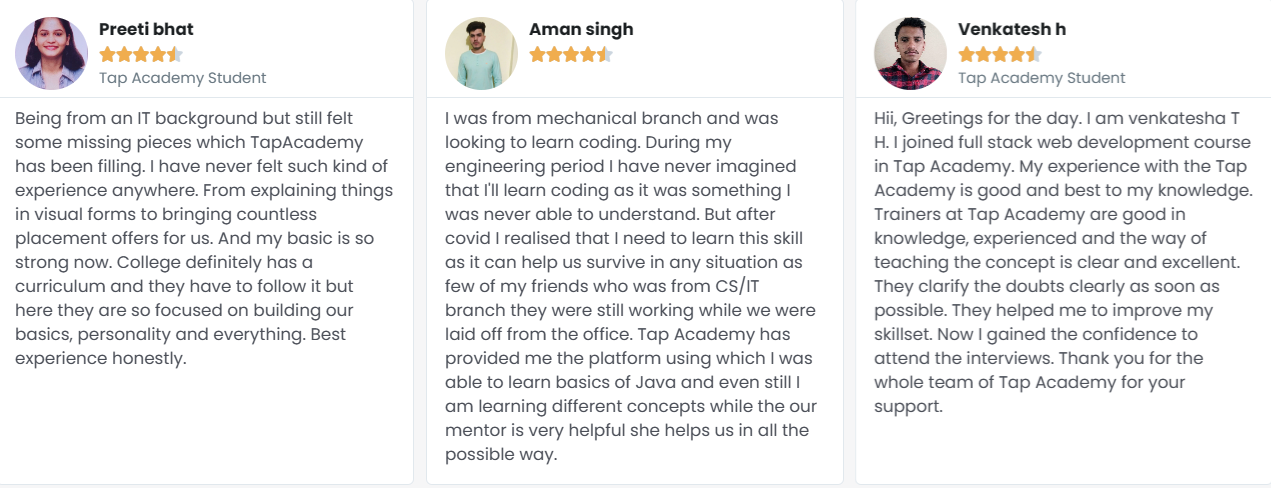 Preeti bhat
Tap Academy Student
Being from an IT background but still felt
some missing pieces which TapAcademy
has been filling. I have never felt such kind of
experience anywhere. From explaining things
in visual forms to bringing countless
placement offers for us. And my basic is so
strong now. College definitely has a
curriculum and they have to follow it but
here they are so focused on building our
basics, personality and everything. Best
experience honestly.
Aman singh
I was from mechanical branch and was
looking to learn coding. During my
engineering period I have never imagined
that I'll learn coding as it was something I
was never able to understand. But after
covid I realised that I need to learn this skill
as it can help us survive in any situation as
few of my friends who was from CS/IT
branch they were still working while we were
laid off from the office. Tap Academy has
provided me the platform using which I was
able to learn basics of Java and even still I
am learning different concepts while the our
mentor is very helpful she helps us in all the
possible way.
Venkatesh h
Tap Academy Student
Hii, Greetings for the day. I am venkatesha T
H. I joined full stack web development course
in Tap Academy. My experience with the Tap
Academy is good and best to my knowledge.
Trainers at Tap Academy are good in
knowledge, experienced and the way of
teaching the concept is clear and excellent.
They clarify the doubts clearly as soon as
possible. They helped me to improve my
skillset. Now I gained the confidence to
attend the interviews. Thank you for the
whole team of Tap Academy for your
support.